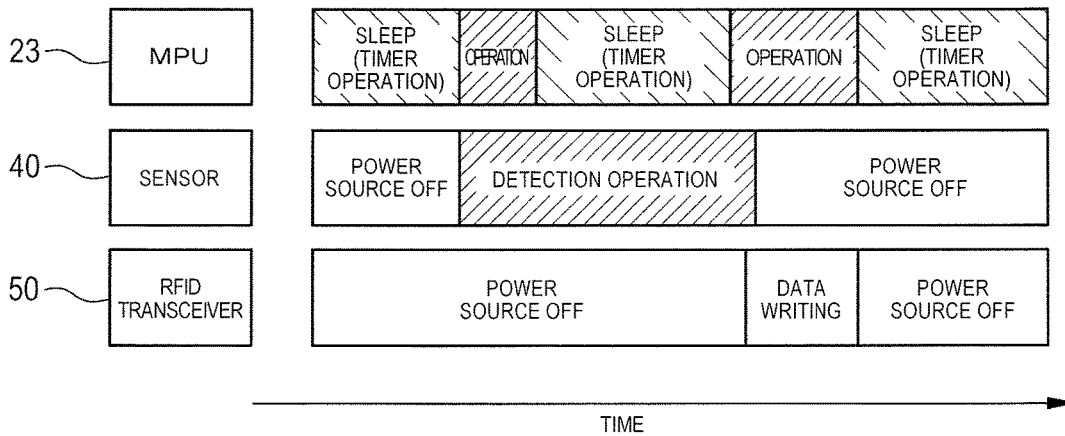 23
MPU
SLEEP
(TIMER
OPERATION)
OPERATION
SLEEP
(TIMER
OPERATION)
OPERATION
SLEEP
(TIMER
OPERATION)
40
SENSOR
POWER
SOURCE OFF
DETECTION OPERATION
POWER
SOURCE OFF
50
RFID
TRANSCEIVER
POWER
SOURCE OFF
DATA
WRITING
POWER
SOURCE OFF
TIME